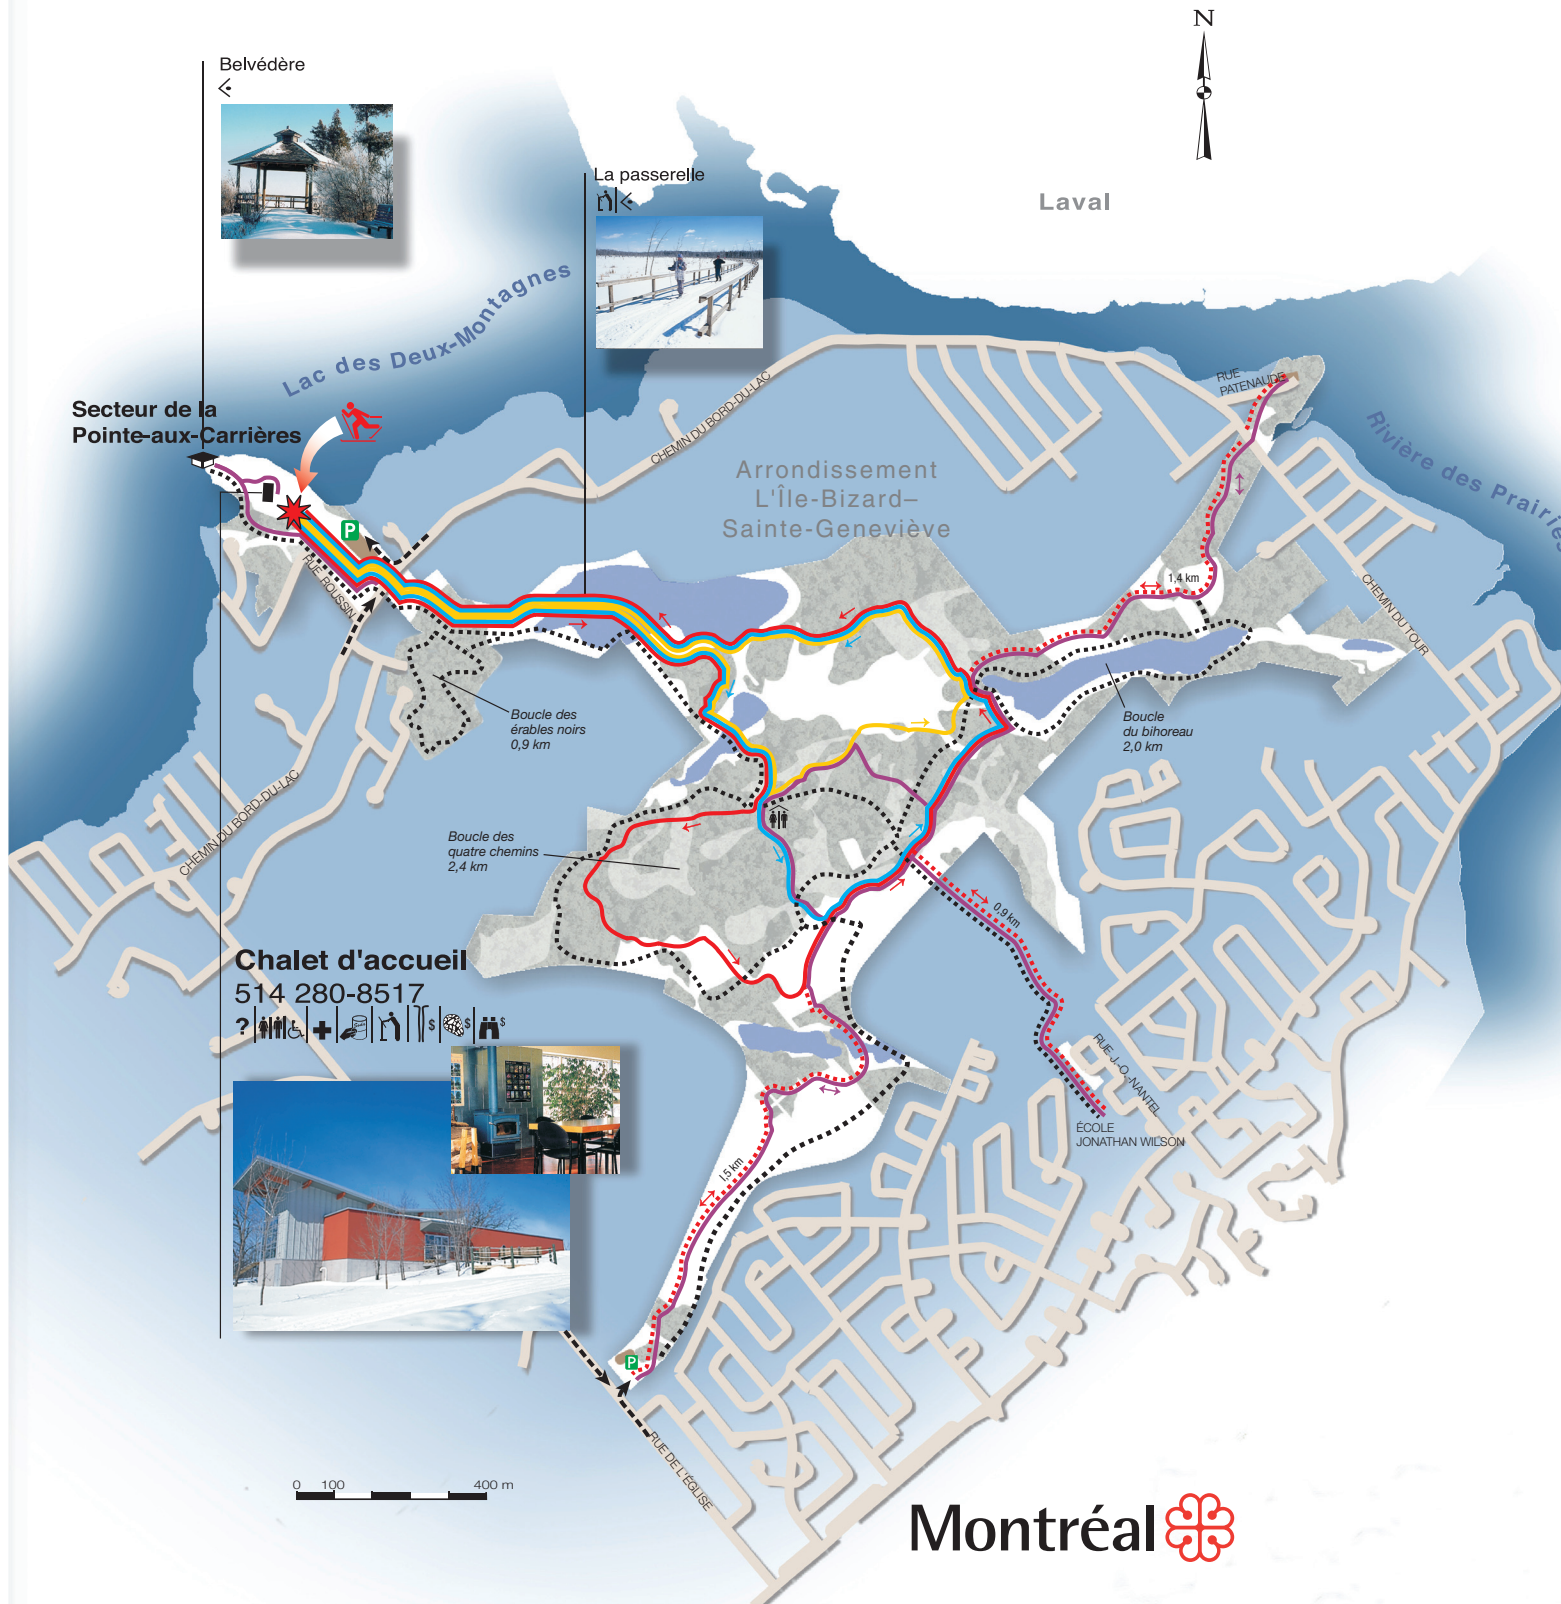 N
Belvédère
La passerelle
Laval
Lac des Deux-Montagnes
RUE
PATENAUDE
Secteur de la
Pointe-aux-Carrières
CHEMIN DU BORD-DU-LAC
Rivière des Prairies
Arrondissement
L'Île-Bizard–
Sainte-Geneviève
P
RUE ROUSSIN
1,4 km
CHEMIN DU TOUR
Boucle des
érables noirs
0,9 km
Boucle
du bihoreau
2,0 km
CHEMIN DU BORD-DU-LAC
Boucle des
quatre chemins
2,4 km
0,9 km
Chalet d'accueil
514 280-8517
? $ $ $
RUE J.-O.-NANTEL
ÉCOLE
JONATHAN WILSON
1,5 km
P
RUE DE L'ÉGLISE
0 100 400 m
Montréal